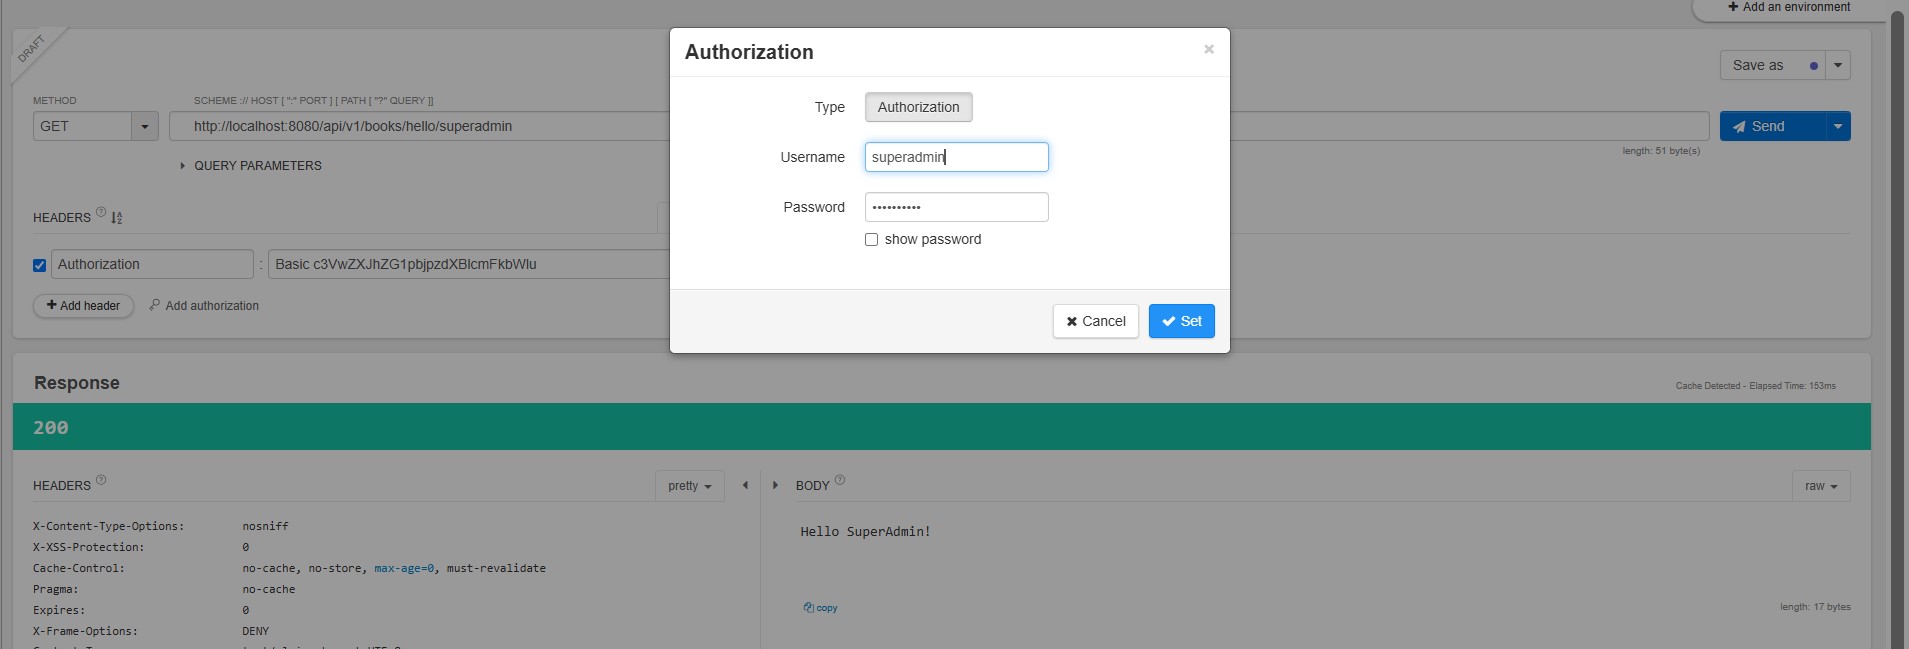 + Add an environment
DRAFT
Authorization ×
Save as
METHOD SCHEME :// HOST [ ":" PORT ] [ PATH [ "?" QUERY ]]
Type Authorization
GET http://localhost:8080/api/v1/books/hello/superadmin
Send
length: 51 byte(s)
Username superadmin
QUERY PARAMETERS
Password ••••••••••
HEADERS ?
show password
Authorization : Basic c3VwZXJhZG1pbjpzdXBlcmFkbWlu
+ Add header Add authorization
Cancel Set
Response
Cache Detected - Elapsed Time: 153ms
200
HEADERS ? pretty
BODY ? raw
X-Content-Type-Options: nosniff
X-XSS-Protection: 0
Cache-Control: no-cache, no-store, max-age=0, must-revalidate
Pragma: no-cache
Expires: 0
X-Frame-Options: DENY
Hello SuperAdmin!
copy length: 17 bytes